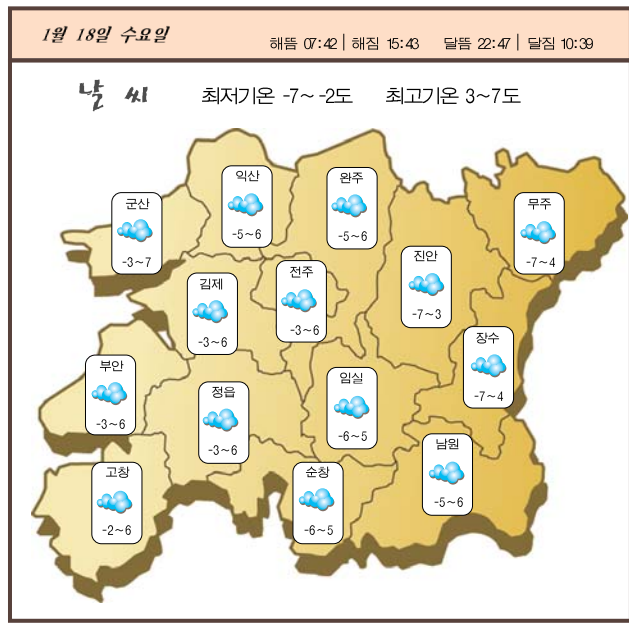 1월 18일 수요일
해뜸 07:42 | 해짐 15:43 달뜸 22:47 | 달짐 10:39
날 씨 최저기온 -7~ -2도 최고기온 3~7도
익산
-5~6
완주
-5~6
군산
-3~7
무주
-7~4
진안
-7~3
전주
-3~6
김제
-3~6
장수
-7~4
부안
-3~6
임실
-6~5
정읍
-3~6
남원
-5~6
고창
-2~6
순창
-6~5